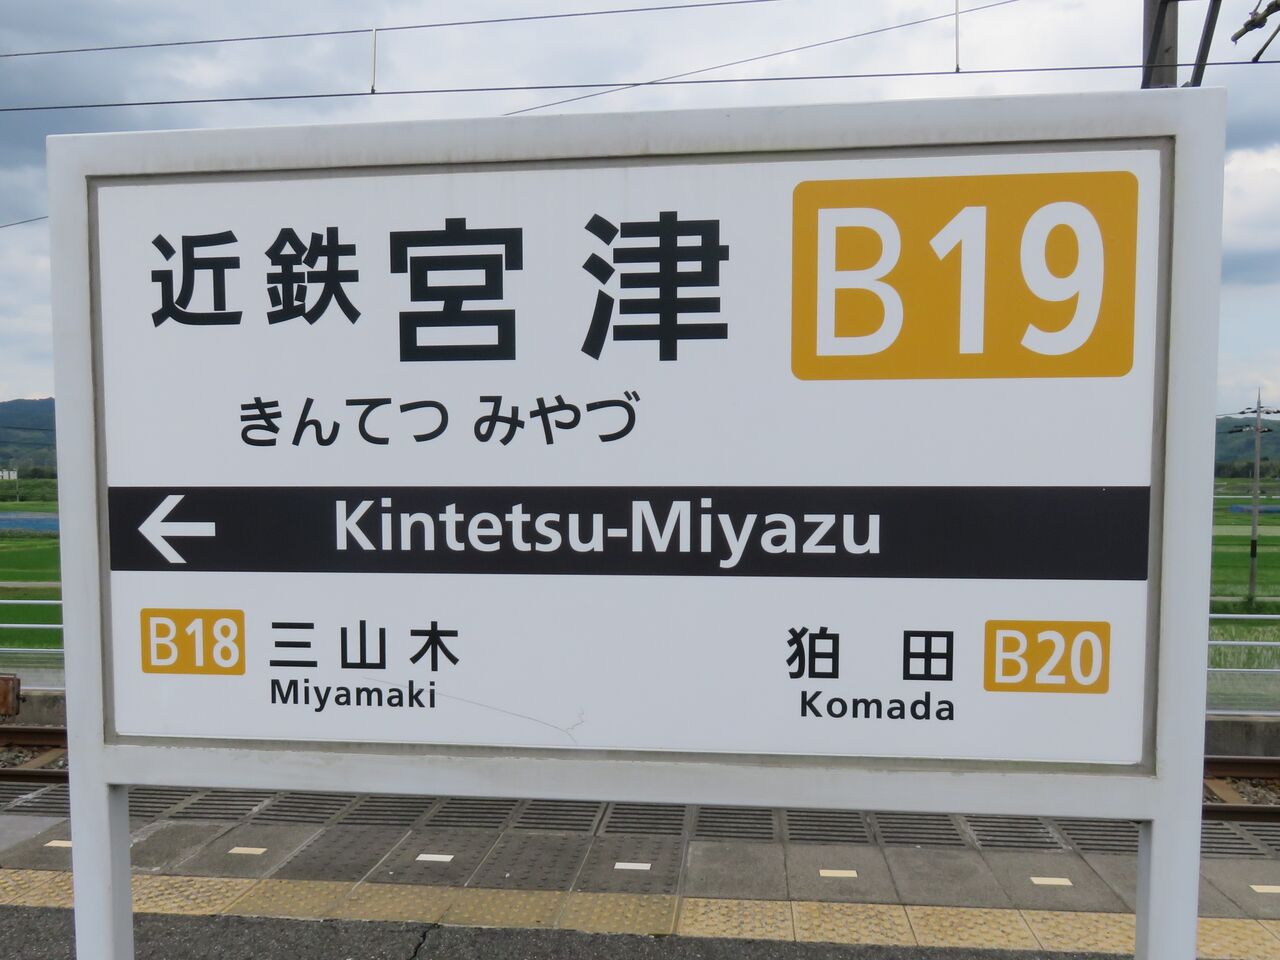 近鉄宮津 B19
きんてつ みやづ
← Kintetsu-Miyazu
B18 三山木 狛田 B20
Miyamaki Komada